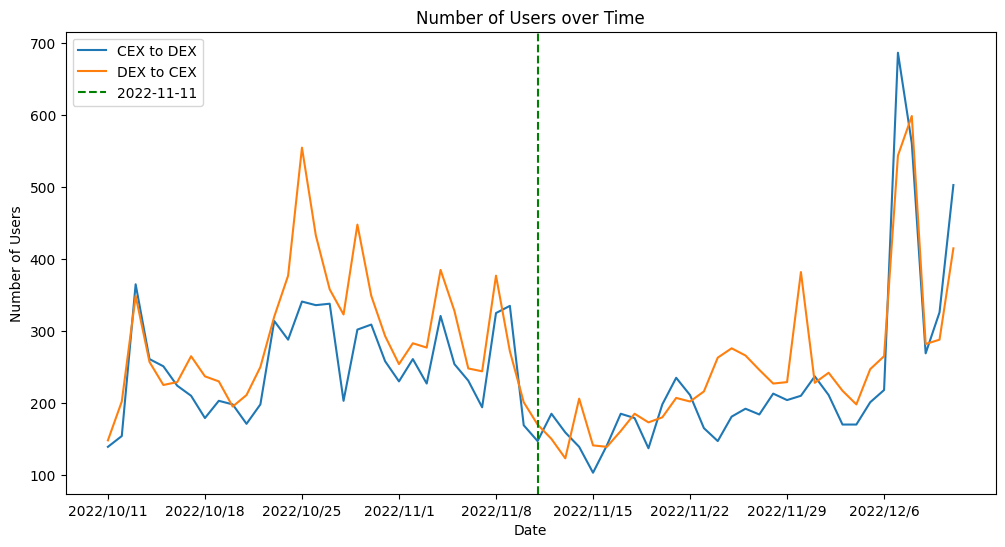 Number of Users over Time
CEX to DEX
DEX to CEX
2022-11-11
Number of Users
700
600
500
400
300
200
100
2022/10/11 2022/10/18 2022/10/25 2022/11/1 2022/11/8 2022/11/15 2022/11/22 2022/11/29 2022/12/6
Date